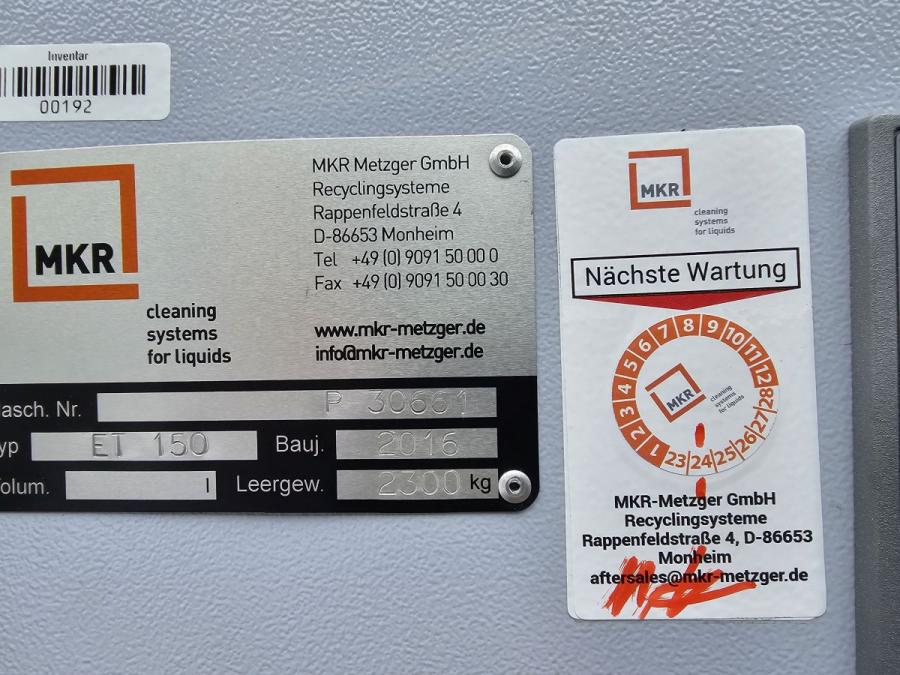 Inventar
00192
MKR
cleaning
systems
for liquids
MKR Metzger GmbH
Recyclingsysteme
Rappenfeldstraße 4
D-86653 Monheim
Tel +49 (0) 9091 50 00 0
Fax +49 (0) 9091 50 00 30
www.mkr-metzger.de
info@mkr-metzger.de
asch. Nr. P 30661
yp ET 150 Bauj. 2016
olum. l Leergew. 2300 kg
MKR
cleaning
systems
for liquids
Nächste Wartung
1 2 3 4 5 6 7 8 9 10 11 12
MKR
cleaning
systems
for liquids
23 24 25 26 27 28
MKR-Metzger GmbH
Recyclingsysteme
Rappenfeldstraße 4, D-86653
Monheim
aftersales@mkr-metzger.de